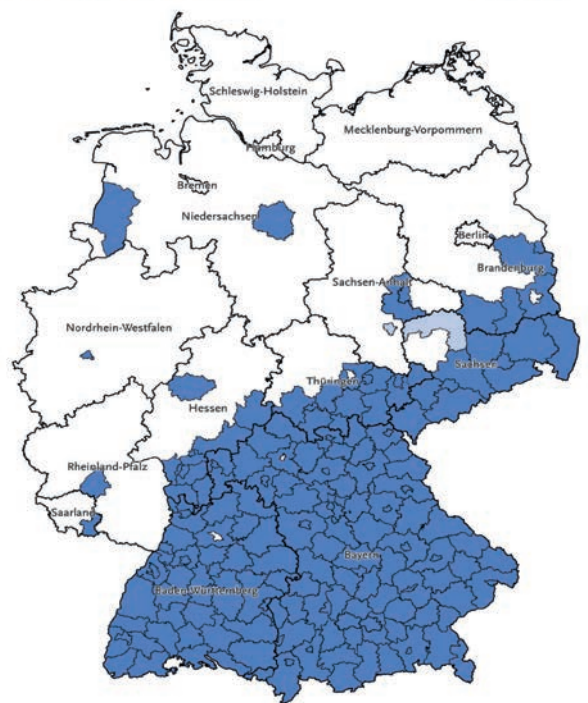 Schleswig-Holstein
Mecklenburg-Vorpommern
Hamburg
Bremen
Niedersachsen
Berlin
Brandenburg
Sachsen-Anhalt
Nordrhein-Westfalen
Sachsen
Thüringen
Hessen
Rheinland-Pfalz
Saarland
Bayern
Baden-Württemberg